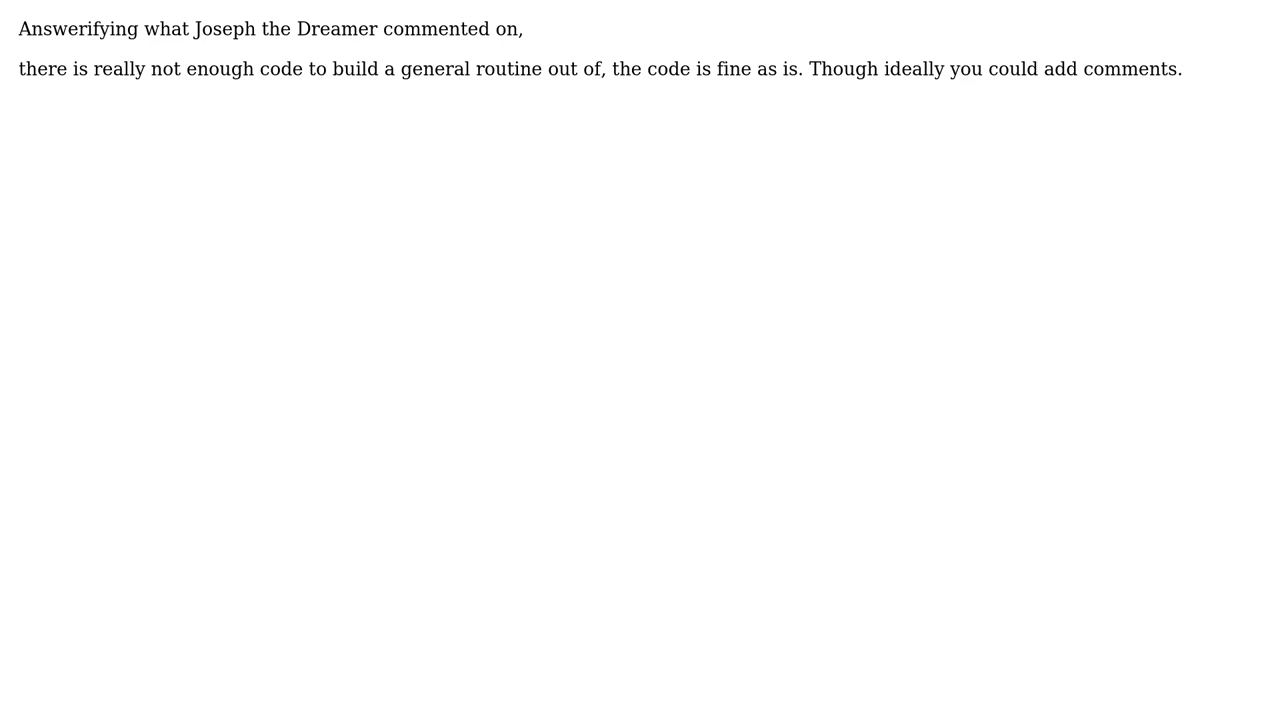 Answerifying what Joseph the Dreamer commented on,
there is really not enough code to build a general routine out of, the code is fine as is. Though ideally you could add comments.